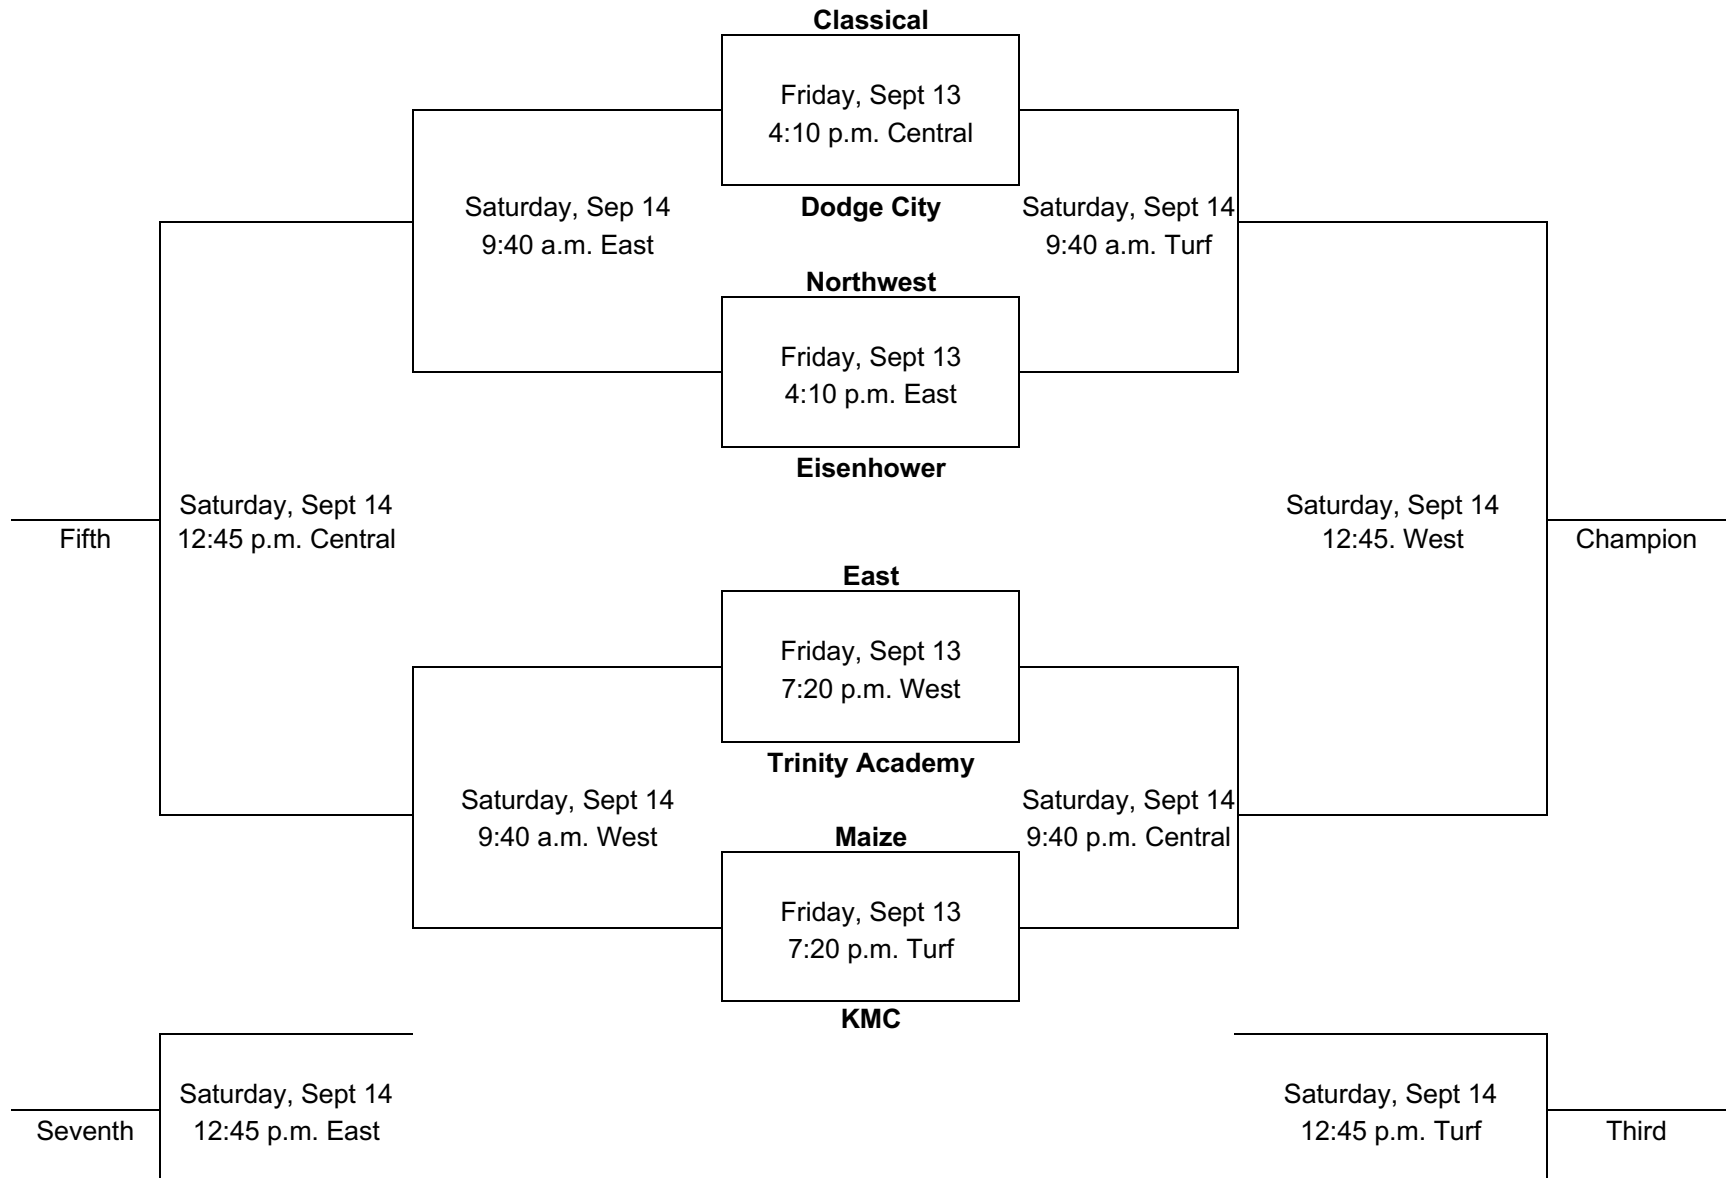 Classical
Friday, Sept 13
4:10 p.m. Central
Saturday, Sep 14
9:40 a.m. East
Dodge City
Saturday, Sept 14
9:40 a.m. Turf
Northwest
Friday, Sept 13
4:10 p.m. East
Eisenhower
Saturday, Sept 14
12:45 p.m. Central
Fifth
Saturday, Sept 14
12:45. West
Champion
East
Friday, Sept 13
7:20 p.m. West
Trinity Academy
Saturday, Sept 14
9:40 a.m. West
Saturday, Sept 14
9:40 p.m. Central
Maize
Friday, Sept 13
7:20 p.m. Turf
KMC
Saturday, Sept 14
12:45 p.m. East
Seventh
Saturday, Sept 14
12:45 p.m. Turf
Third